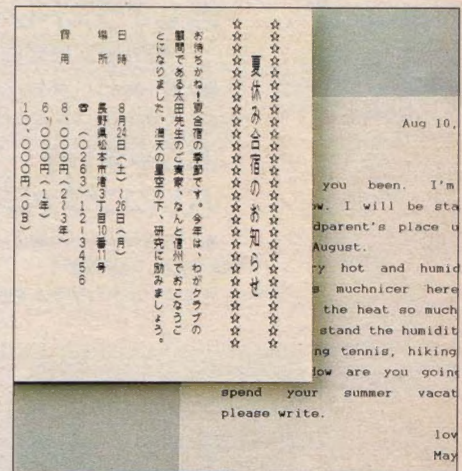 ☆☆☆☆☆☆☆☆☆☆☆☆☆☆☆☆☆☆☆☆
夏休み合宿のお知らせ
☆☆☆☆☆☆☆☆☆☆☆☆☆☆☆☆☆☆☆☆
お待ちかね!夏合宿の季節です。今年は、わがクラブの
顧問である太田先生のご実家、なんと信州でおこなうこ
とになりました。満天の星空の下、研究に励みましょう。
日 時 8月24日(土)~26日(月)
場 所 長野県松本市渚3丁目10番11号
☎ (0263)12-3456
費 用 8、000円(2~3年)
6、000円(1年)
10、000円(OB)
Aug 10,
you been. I'm
w. I will be sta
dparent's place u
August.
y hot and humid
s muchnicer here
the heat so much
stand the humidit
ng tennis, hiking
ow are you going
spend your summer vacat
please write.
lov
May